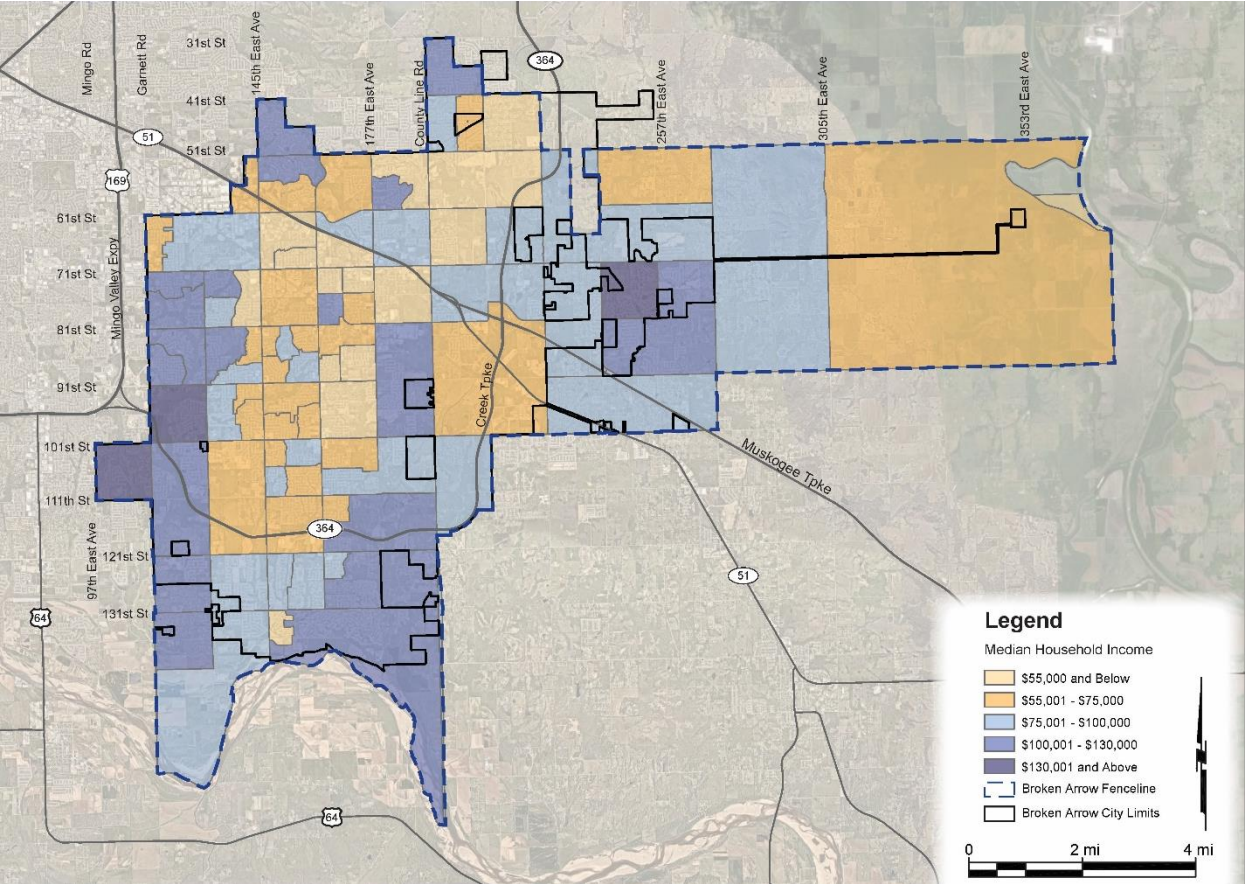 31st St
41st St
51st St
61st St
71st St
81st St
91st St
101st St
111th St
121st St
131st St
Mingo Rd
Garnett Rd
145th East Ave
177th East Ave
County Line Rd
257th East Ave
305th East Ave
353rd East Ave
364
51
169
Mingo Valley Expy
Creek Tpke
Muskogee Tpke
364
97th East Ave
51
64
64
Legend
Median Household Income
$55,000 and Below
$55,001 - $75,000
$75,001 - $100,000
$100,001 - $130,000
$130,001 and Above
Broken Arrow Fenceline
Broken Arrow City Limits
0 2 mi 4 mi